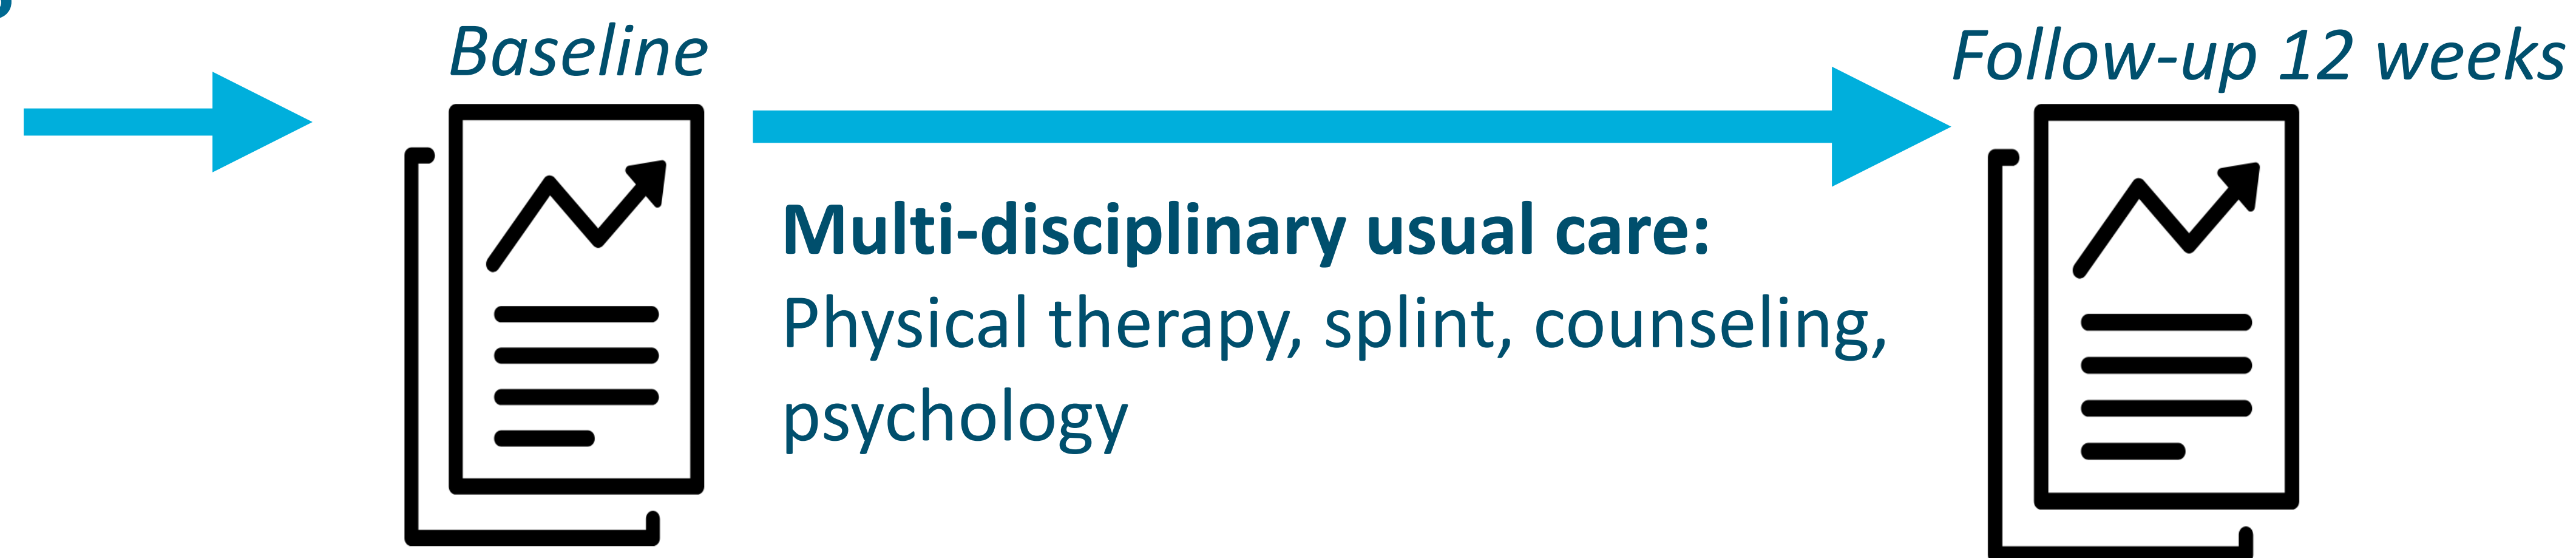 Baseline
Follow-up 12 weeks
Multi-disciplinary usual care:
Physical therapy, splint, counseling,
psychology